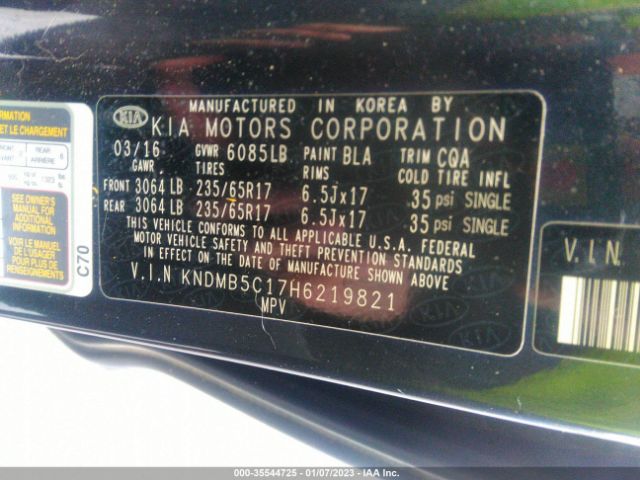 MANUFACTURED IN KOREA BY
KIA KIA MOTORS CORPORATION
03/16 GVWR 6085LB PAINT BLA TRIM CQA
GAWR TIRES RIMS COLD TIRE INFL
FRONT 3064 LB 235/65R17 6.5Jx17 35 psi SINGLE
REAR 3064 LB 235/65R17 6.5Jx17 35 psi SINGLE
THIS VEHICLE CONFORMS TO ALL APPLICABLE U.S.A. FEDERAL
MOTOR VEHICLE SAFETY AND THEFT PREVENTION STANDARDS IN
EFFECT ON THE DATE OF MANUFACTURE SHOWN ABOVE
V.I.N KNDMB5C17H6219821
MPV
ORMATION
ET LE CHARGEMENT
REAR
ARRIÈRE
SEE OWNER'S
MANUAL FOR
ADDITIONAL
INFORMATION
VOIR LE MANUEL
DE L'USAGER
POUR PLUS DE
RENSEIGNEMENTS
C70
V.I.N.
000-35544725 - 01/07/2023 - IAA Inc.